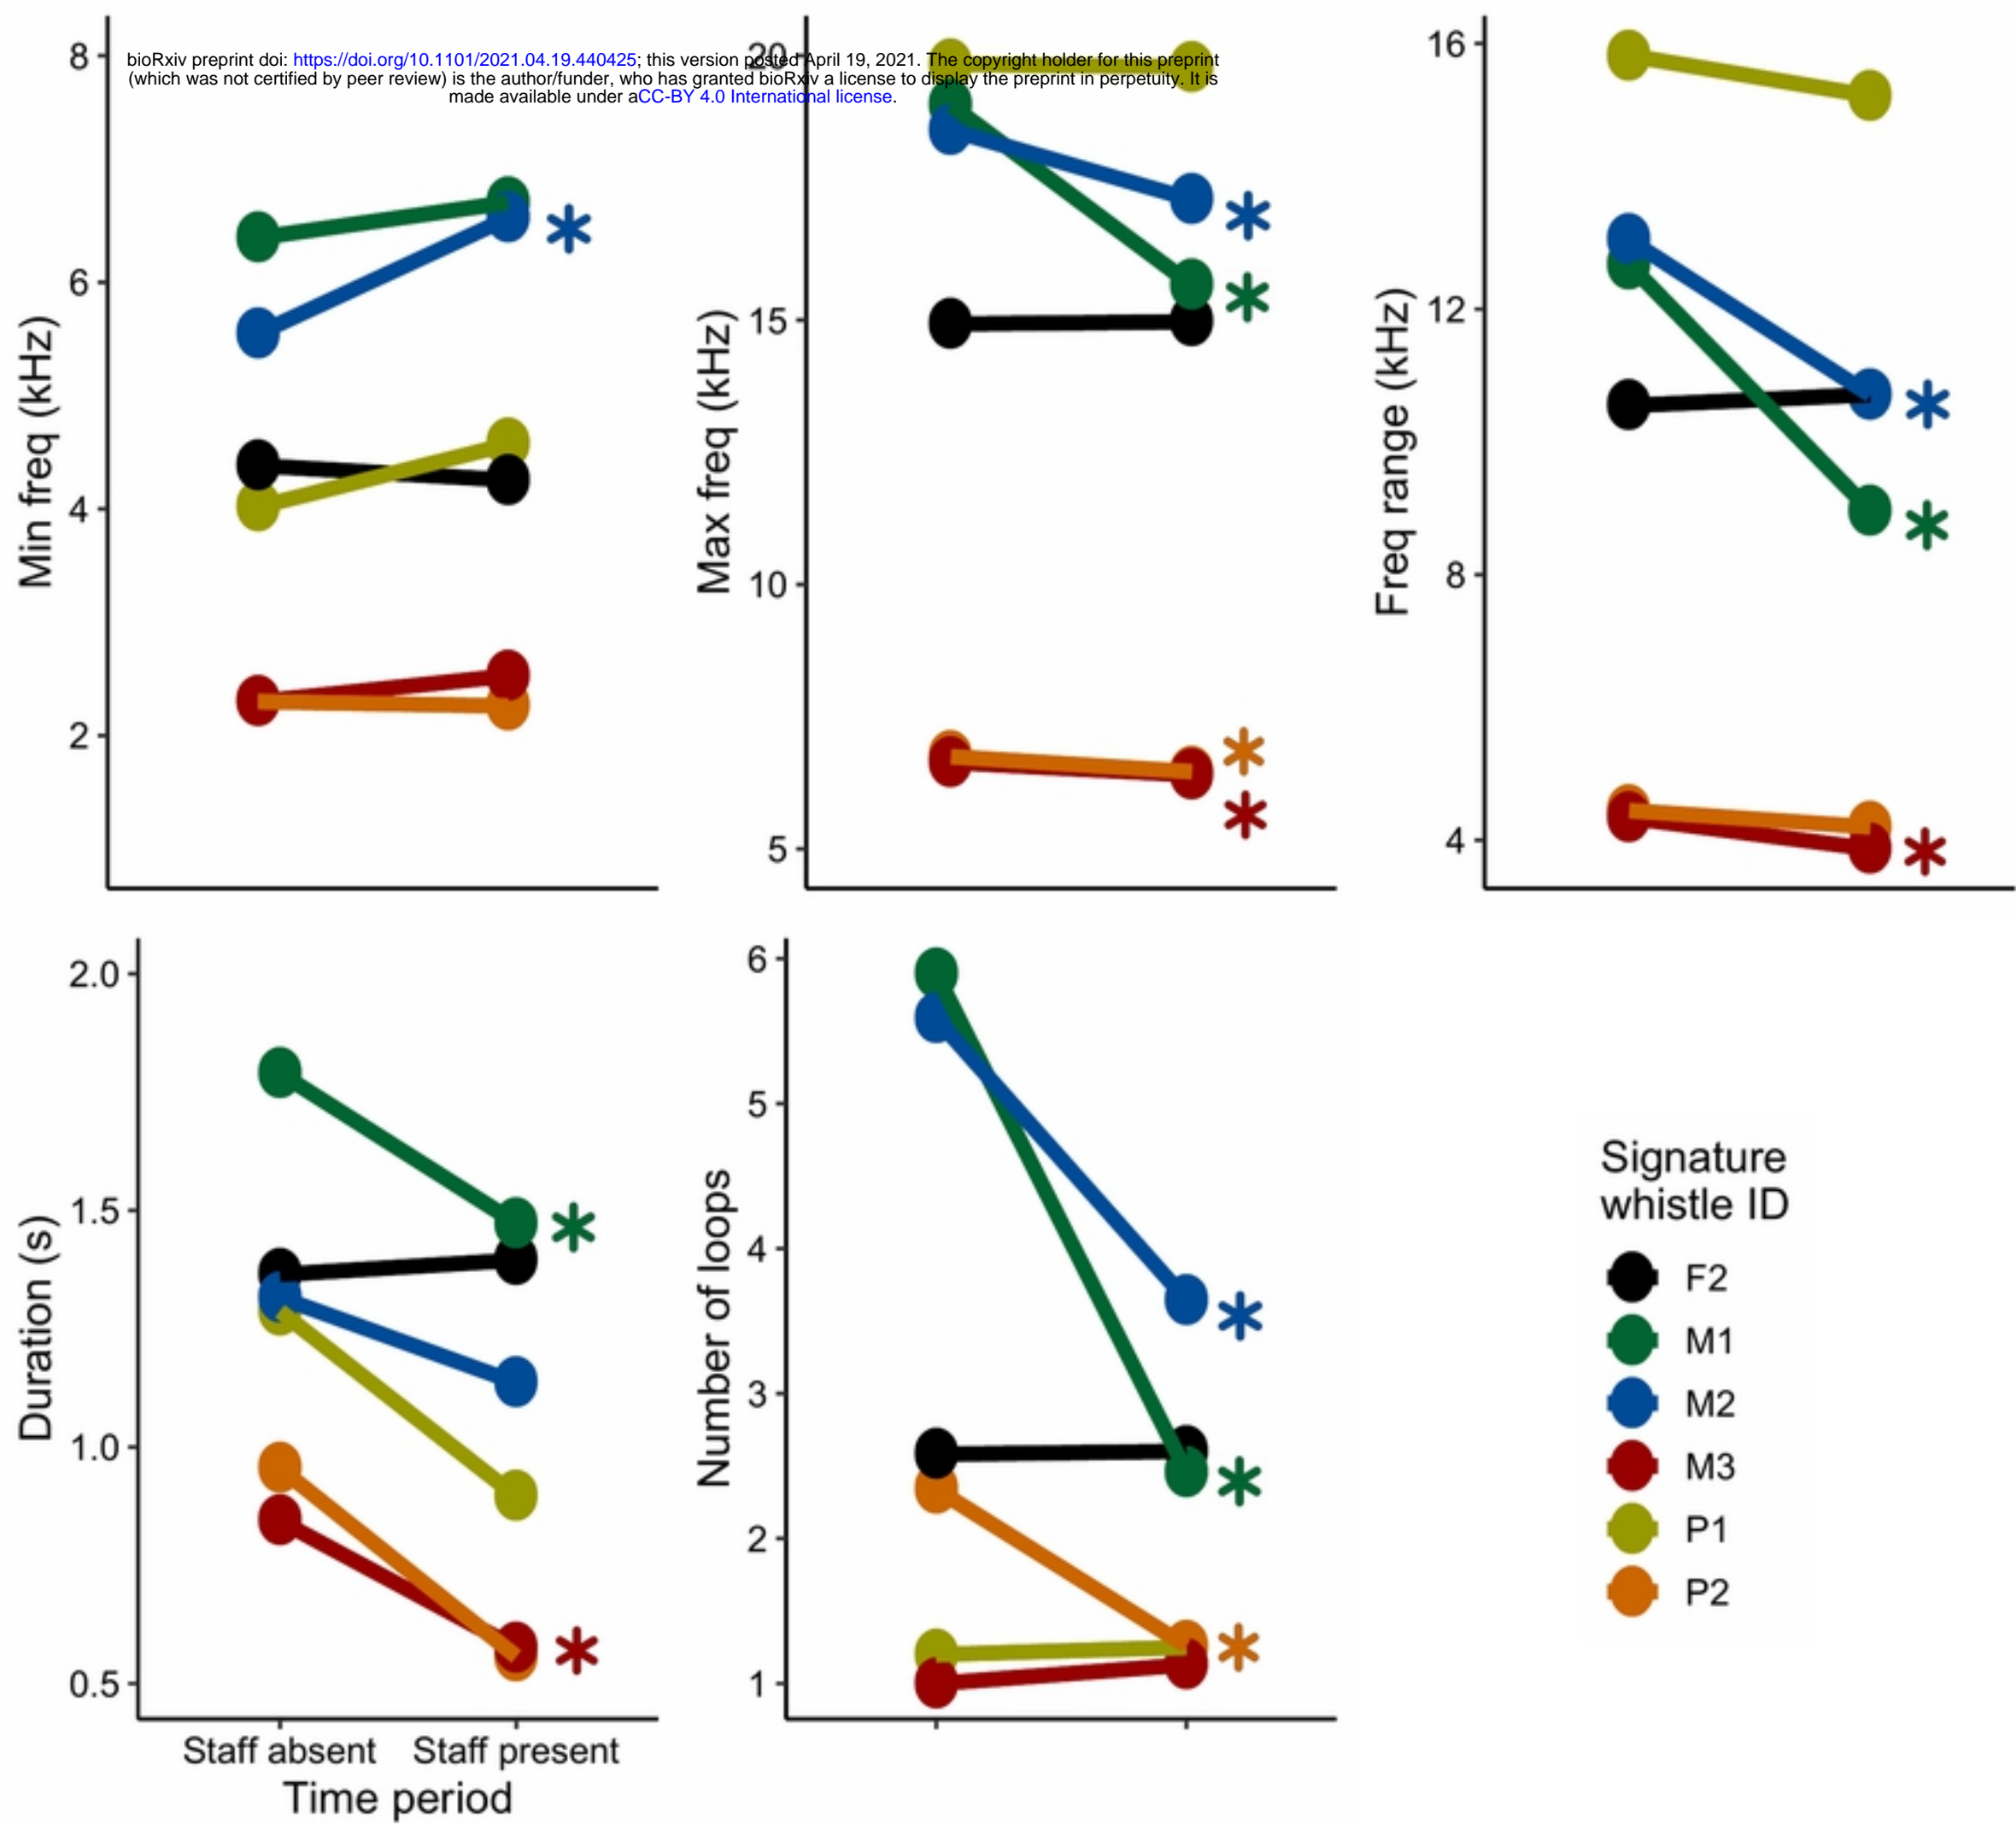 bioRxiv preprint doi: https://doi.org/10.1101/2021.04.19.440425; this version posted April 19, 2021. The copyright holder for this preprint
(which was not certified by peer review) is the author/funder, who has granted bioRxiv a license to display the preprint in perpetuity. It is
made available under aCC-BY 4.0 International license.
Min freq (kHz)
8
6
4
2
Max freq (kHz)
20
15
10
5
Freq range (kHz)
16
12
8
4
Duration (s)
2.0
1.5
1.0
0.5
Staff absent Staff present
Time period
Number of loops
6
5
4
3
2
1
Signature
whistle ID
F2
M1
M2
M3
P1
P2